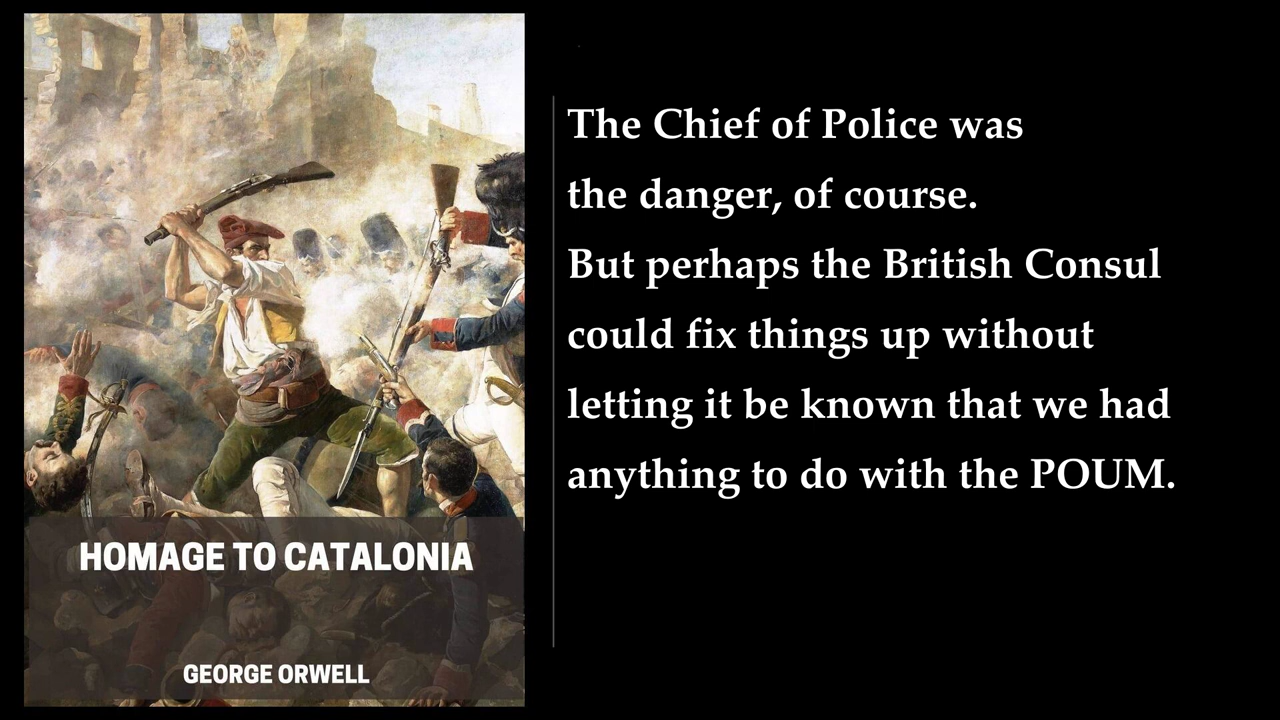 HOMAGE TO CATALONIA
GEORGE ORWELL
The Chief of Police was
the danger, of course.
But perhaps the British Consul
could fix things up without
letting it be known that we had
anything to do with the POUM.